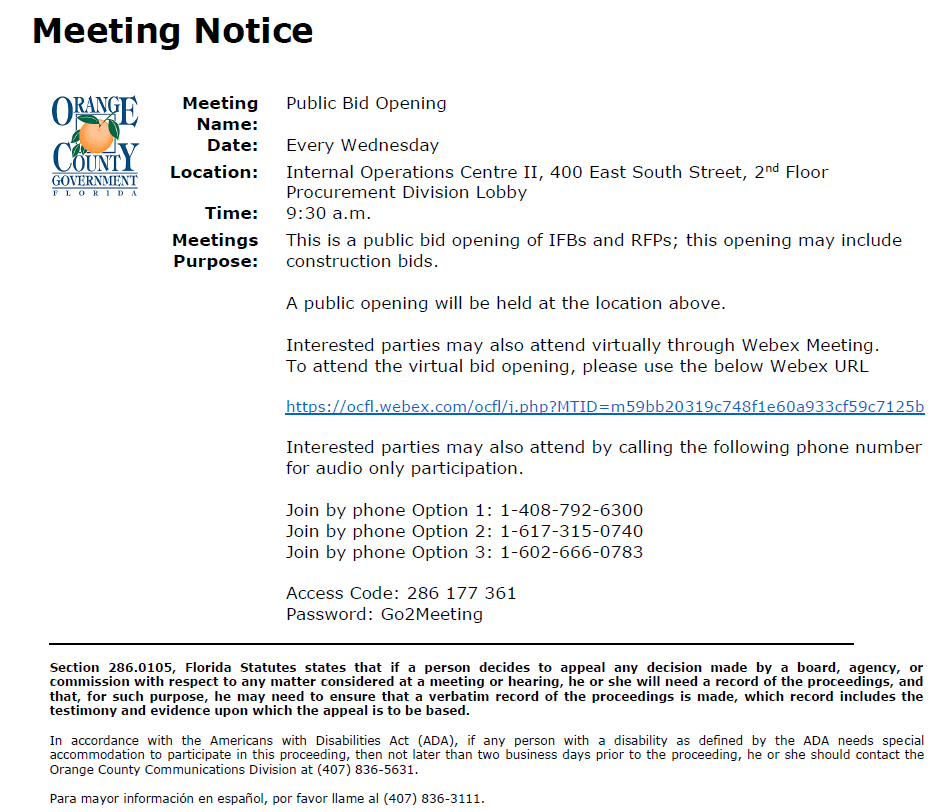 Meeting Notice
ORANGE
COUNTY
GOVERNMENT
FLORIDA
Meeting Name: Public Bid Opening
Date: Every Wednesday
Location: Internal Operations Centre II, 400 East South Street, 2nd Floor
Procurement Division Lobby
Time: 9:30 a.m.
Meetings Purpose: This is a public bid opening of IFBs and RFPs; this opening may include
construction bids.
A public opening will be held at the location above.
Interested parties may also attend virtually through Webex Meeting.
To attend the virtual bid opening, please use the below Webex URL
https://ocfl.webex.com/ocfl/j.php?MTID=m59bb20319c748f1e60a933cf59c7125b
Interested parties may also attend by calling the following phone number
for audio only participation.
Join by phone Option 1: 1-408-792-6300
Join by phone Option 2: 1-617-315-0740
Join by phone Option 3: 1-602-666-0783
Access Code: 286 177 361
Password: Go2Meeting
Section 286.0105, Florida Statutes states that if a person decides to appeal any decision made by a board, agency, or
commission with respect to any matter considered at a meeting or hearing, he or she will need a record of the proceedings, and
that, for such purpose, he may need to ensure that a verbatim record of the proceedings is made, which record includes the
testimony and evidence upon which the appeal is to be based.
In accordance with the Americans with Disabilities Act (ADA), if any person with a disability as defined by the ADA needs special
accommodation to participate in this proceeding, then not later than two business days prior to the proceeding, he or she should contact the
Orange County Communications Division at (407) 836-5631.
Para mayor información en español, por favor llame al (407) 836-3111.